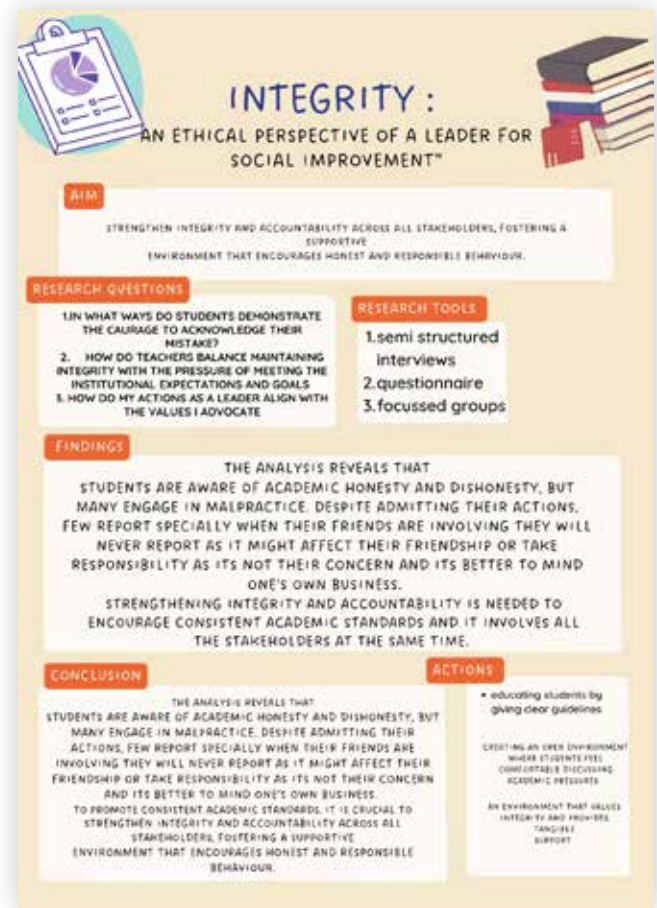 INTEGRITY :
AN ETHICAL PERSPECTIVE OF A LEADER FOR
SOCIAL IMPROVEMENT"
AIM
STRENGTHEN INTEGRITY AND ACCOUNTABILITY ACROSS ALL STAKEHOLDERS, FOSTERING A
SUPPORTIVE
ENVIRONMENT THAT ENCOURAGES HONEST AND RESPONSIBLE BEHAVIOUR.
RESEARCH QUESTIONS
1.IN WHAT WAYS DO STUDENTS DEMONSTRATE
THE CAURAGE TO ACKNOWLEDGE THEIR
MISTAKE?
2. HOW DO TEACHERS BALANCE MAINTAINING
INTEGRITY WITH THE PRESSURE OF MEETING THE
INSTITUTIONAL EXPECTATIONS AND GOALS
3. HOW DO MY ACTIONS AS A LEADER ALIGN WITH
THE VALUES I ADVOCATE
RESEARCH TOOLS
1.semi structured
interviews
2.questionnaire
3.focussed groups
FINDINGS
THE ANALYSIS REVEALS THAT
STUDENTS ARE AWARE OF ACADEMIC HONESTY AND DISHONESTY, BUT
MANY ENGAGE IN MALPRACTICE. DESPITE ADMITTING THEIR ACTIONS,
FEW REPORT SPECIALLY WHEN THEIR FRIENDS ARE INVOLVING THEY WILL
NEVER REPORT AS IT MIGHT AFFECT THEIR FRIENDSHIP OR TAKE
RESPONSIBILITY AS ITS NOT THEIR CONCERN AND ITS BETTER TO MIND
ONE'S OWN BUSINESS.
STRENGTHENING INTEGRITY AND ACCOUNTABILITY IS NEEDED TO
ENCOURAGE CONSISTENT ACADEMIC STANDARDS AND IT INVOLVES ALL
THE STAKEHOLDERS AT THE SAME TIME.
CONCLUSION
THE ANALYSIS REVEALS THAT
STUDENTS ARE AWARE OF ACADEMIC HONESTY AND DISHONESTY, BUT
MANY ENGAGE IN MALPRACTICE. DESPITE ADMITTING THEIR
ACTIONS, FEW REPORT SPECIALLY WHEN THEIR FRIENDS ARE
INVOLVING THEY WILL NEVER REPORT AS IT MIGHT AFFECT THEIR
FRIENDSHIP OR TAKE RESPONSIBILITY AS ITS NOT THEIR CONCERN
AND ITS BETTER TO MIND ONE'S OWN BUSINESS.
TO PROMOTE CONSISTENT ACADEMIC STANDARDS, IT IS CRUCIAL TO
STRENGTHEN INTEGRITY AND ACCOUNTABILITY ACROSS ALL
STAKEHOLDERS, FOSTERING A SUPPORTIVE
ENVIRONMENT THAT ENCOURAGES HONEST AND RESPONSIBLE
BEHAVIOUR.
ACTIONS
• educating students by
giving clear guidelines
CREATING AN OPEN ENVIRONMENT
WHERE STUDENTS FEEL
COMFORTABLE DISCUSSING
ACADEMIC PRESSURES
AN ENVIRONMENT THAT VALUES
INTEGRITY AND PROVIDES
TANGIBLE
SUPPORT